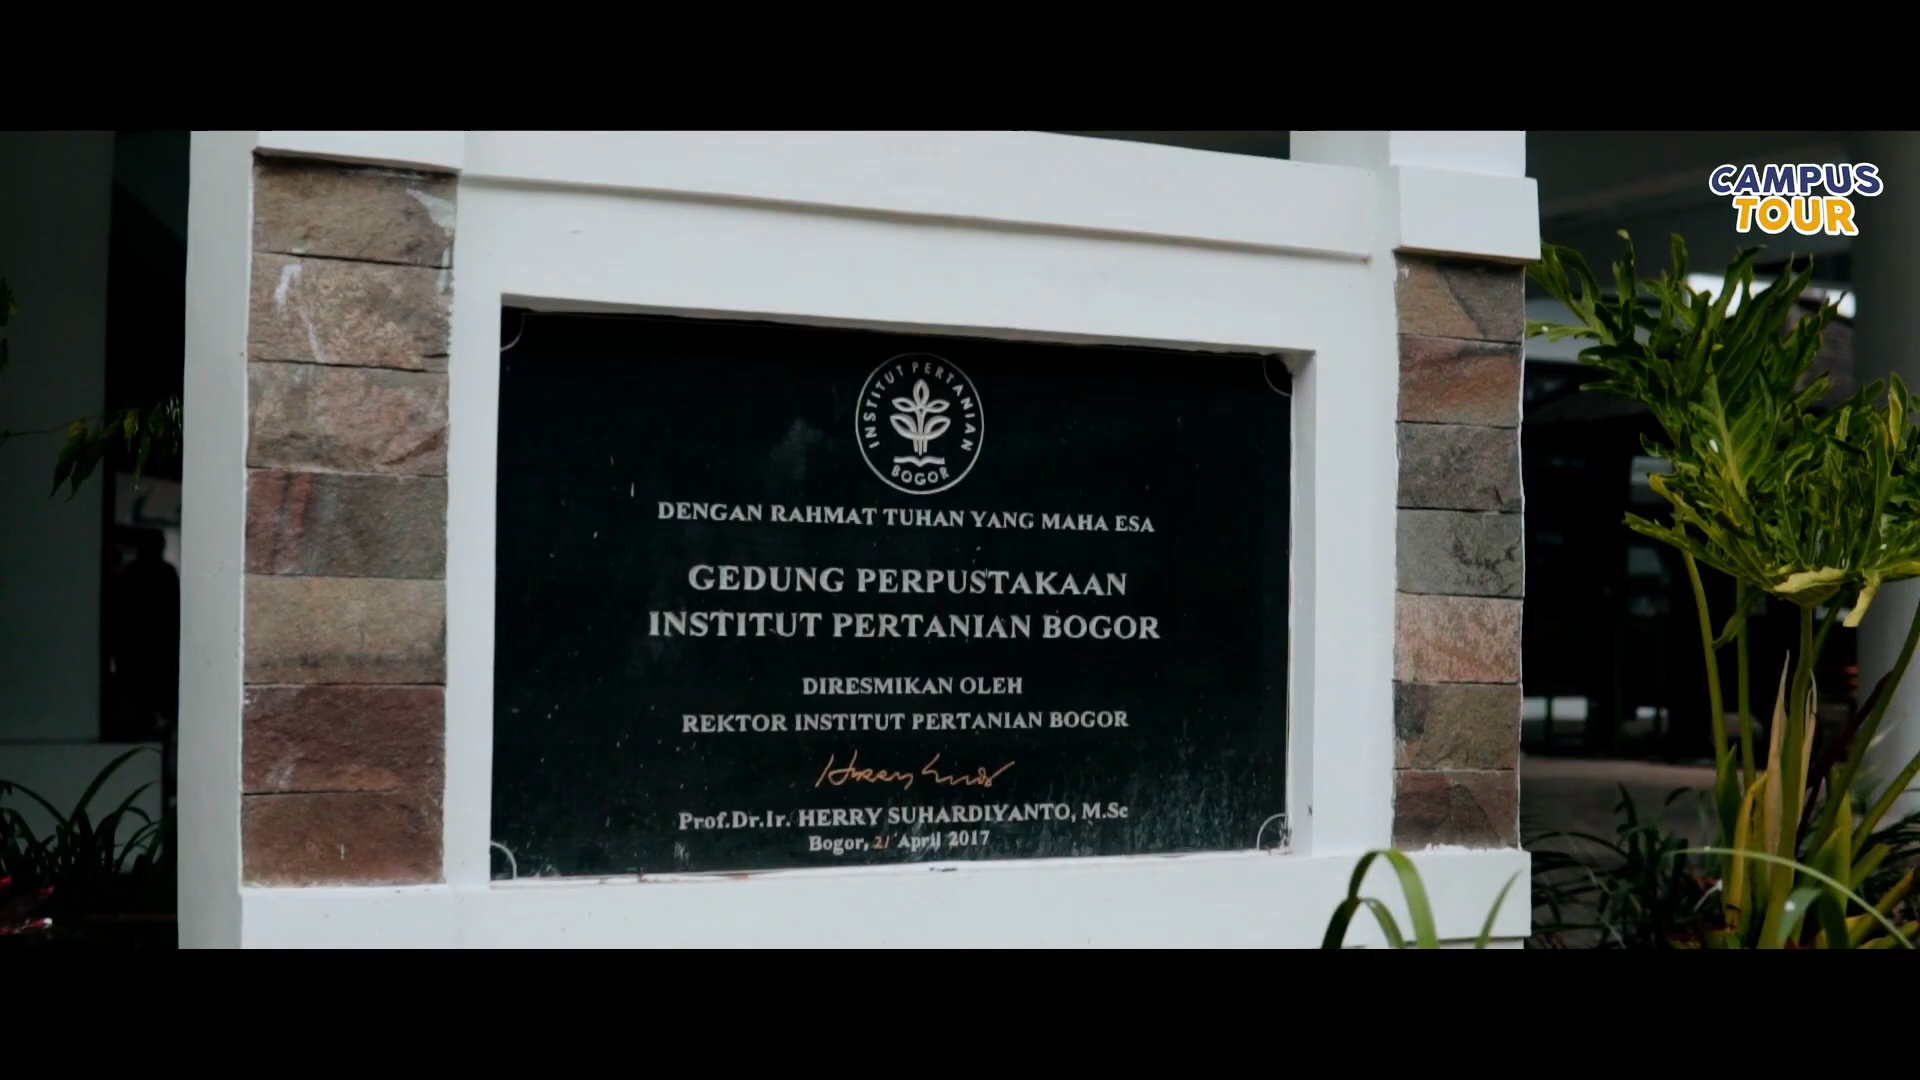 CAMPUS
TOUR
INSTITUT PERTANIAN
BOGOR
DENGAN RAHMAT TUHAN YANG MAHA ESA
GEDUNG PERPUSTAKAAN
INSTITUT PERTANIAN BOGOR
DIRESMIKAN OLEH
REKTOR INSTITUT PERTANIAN BOGOR
Prof.Dr.Ir. HERRY SUHARDIYANTO, M.Sc
Bogor, 21 April 2017